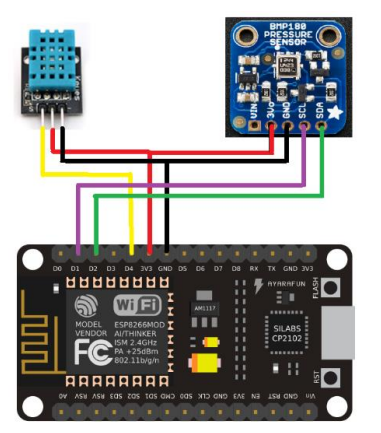 BMP180
PRESSURE
SENSOR
VIN
3Vo
GND
SCL
SDA
D0 D1 D2 D3 D4 3V3 GND D5 D6 D7 D8 RX TX GND 3V3
WiFi
MODEL
VENDOR
ESP8266MOD
AI/THINKER
ISM 2.4GHz
PA +25dBm
802.11b/g/n
FC
AM1117
AYARAFUN
SILABS
CP2102
FLASH
RST
A0 RSV RSV SD3 SD2 SD1 CMD SD0 CLK GND 3V3 EN RST GND Vin